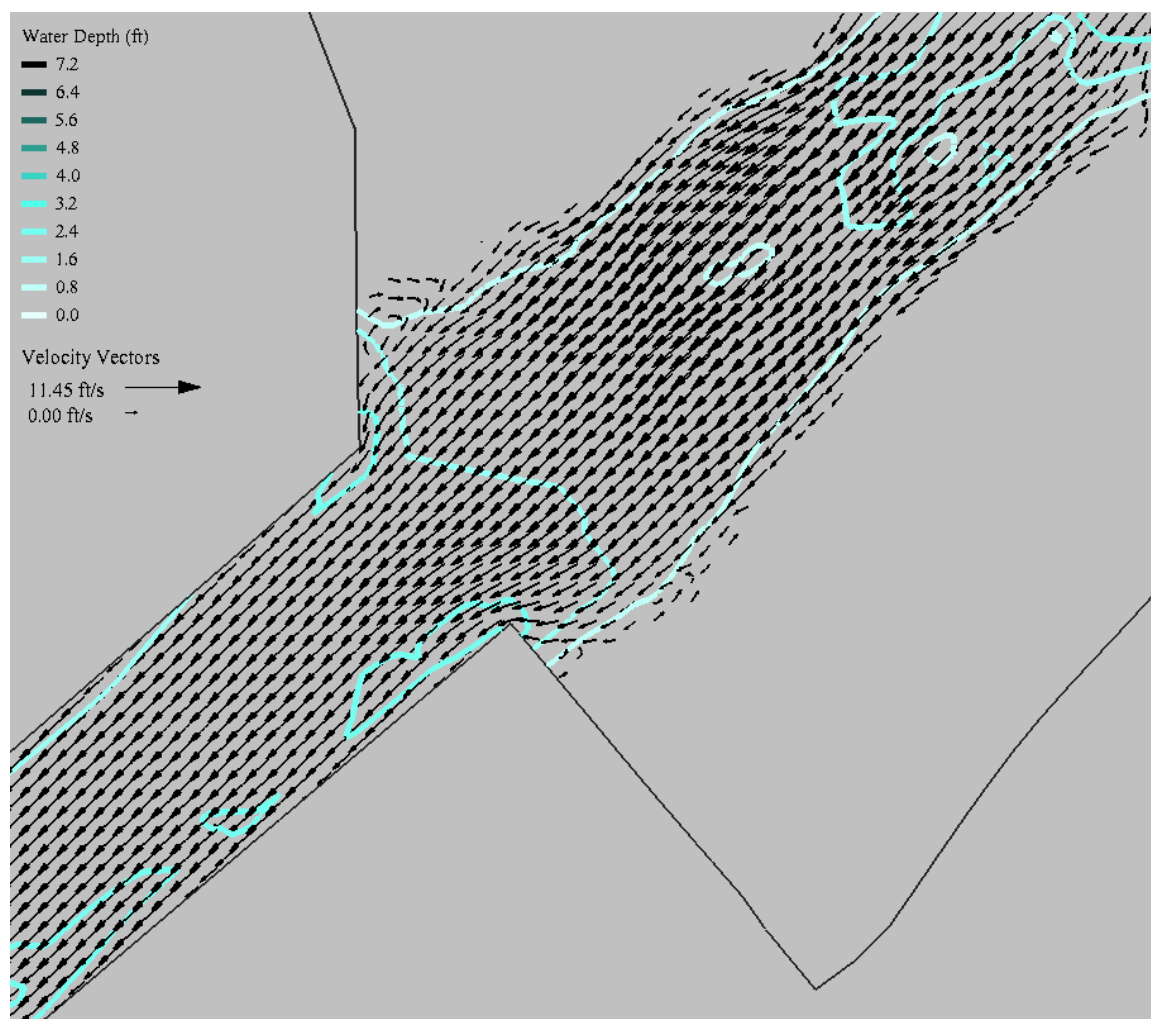 Water Depth (ft)
7.2
6.4
5.6
4.8
4.0
3.2
2.4
1.6
0.8
0.0
Velocity Vectors
11.45 ft/s
0.00 ft/s